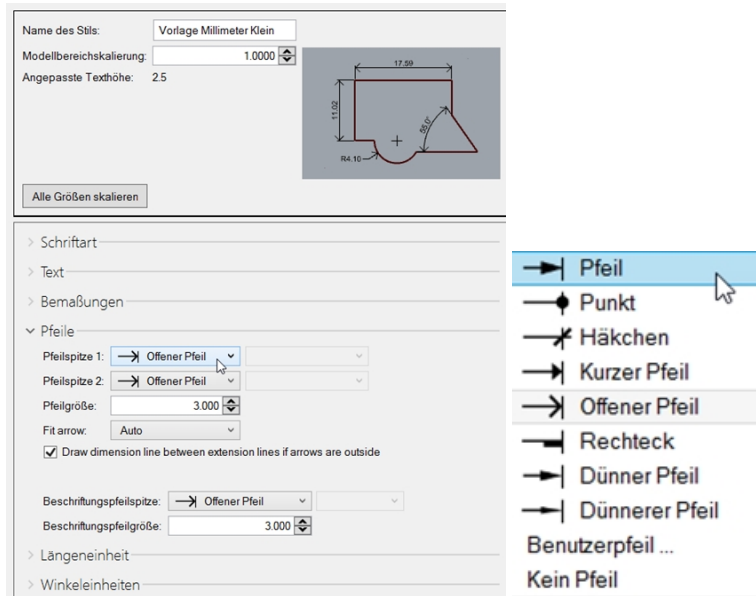 Name des Stils: Vorlage Millimeter Klein
Modellbereichskalierung: 1.0000
Angepasste Texthöhe: 2.5
17.59
11.02
55.0°
R4.10
Alle Größen skalieren
Schriftart
Text
Bemaßungen
Pfeile
Pfeilspitze 1: Offener Pfeil
Pfeilspitze 2: Offener Pfeil
Pfeilgröße: 3.000
Fit arrow: Auto
Draw dimension line between extension lines if arrows are outside
Beschriftungspfeilspitze: Offener Pfeil
Beschriftungspfeilgröße: 3.000
Längeneinheit
Winkeleinheiten
Pfeil
Punkt
Häkchen
Kurzer Pfeil
Offener Pfeil
Rechteck
Dünner Pfeil
Dünnerer Pfeil
Benutzerpfeil ...
Kein Pfeil